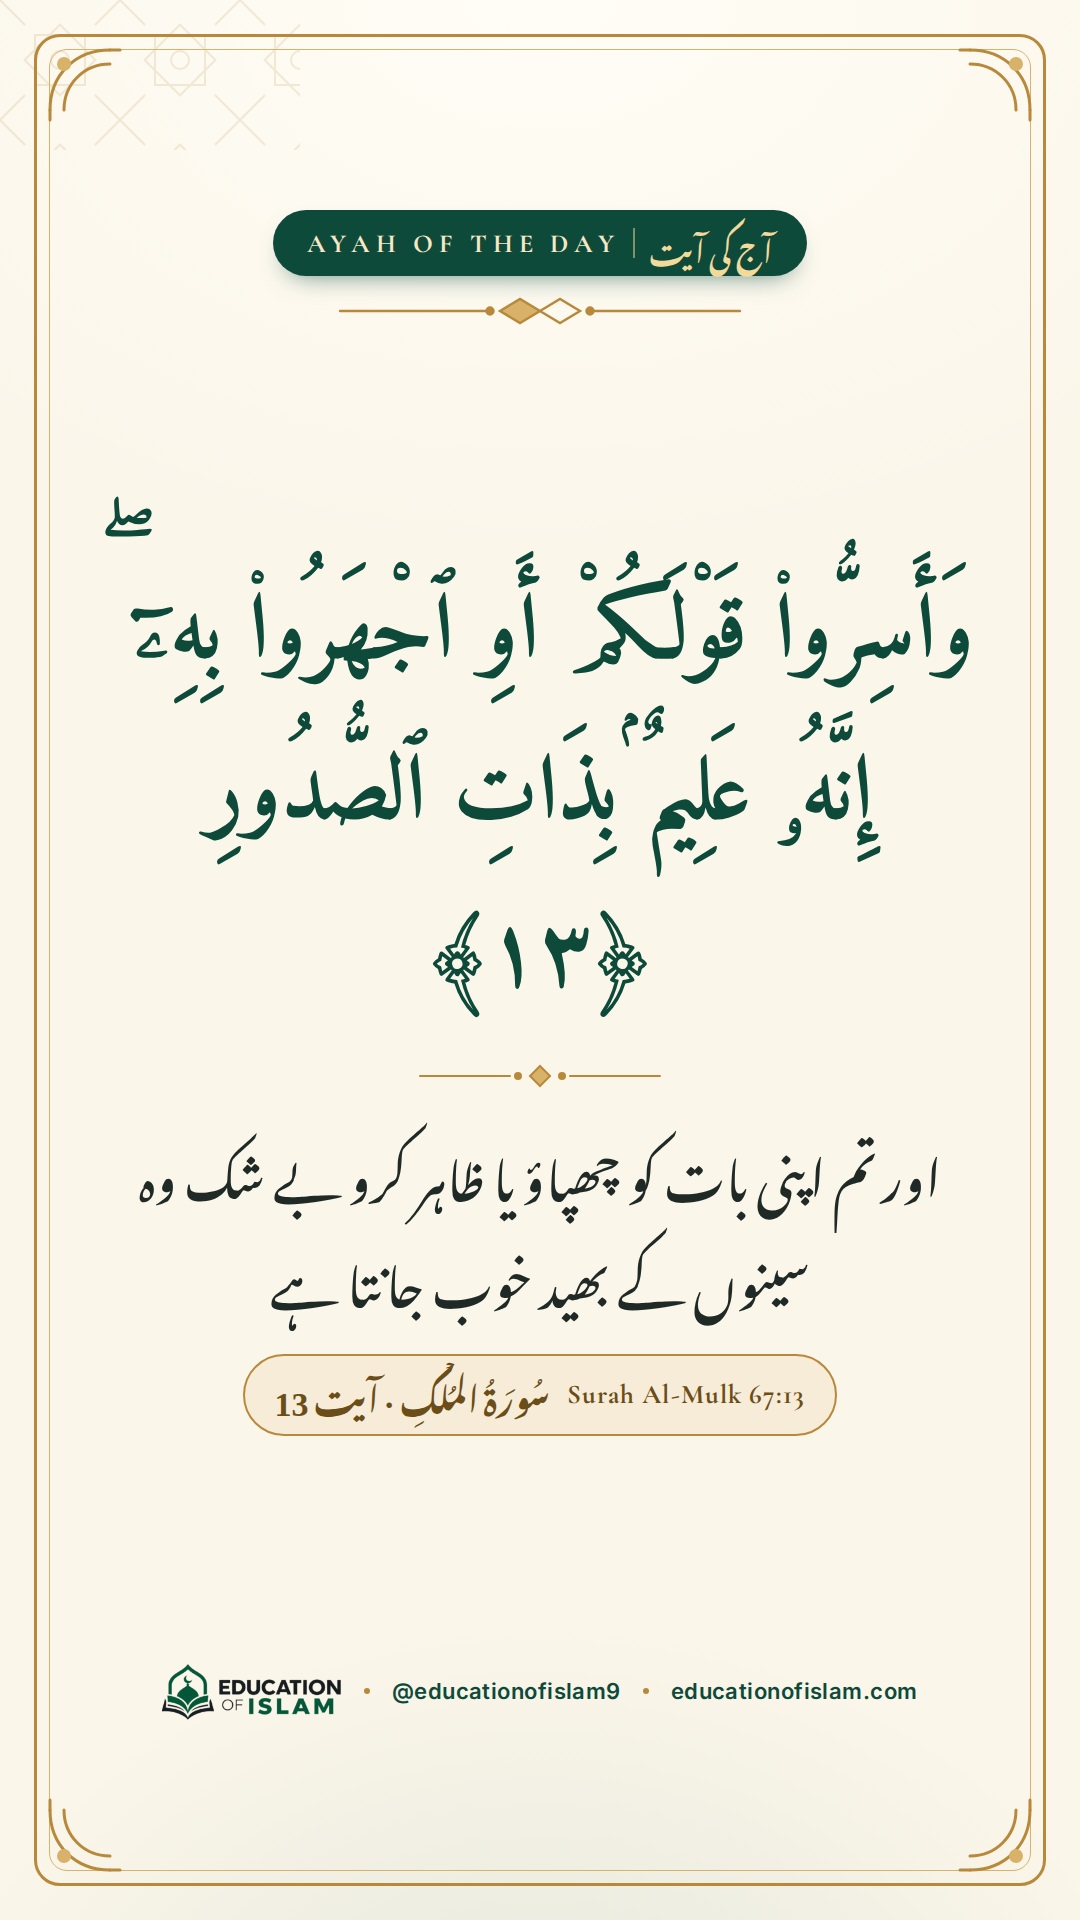 AYAH OF THE DAY | آج کی آیت
وَأَسِرُّوا۟ قَوْلَكُمْ أَوِ ٱجْهَرُوا۟ بِهِۦٓ ۖ
إِنَّهُۥ عَلِيمٌۢ بِذَاتِ ٱلصُّدُورِ
﴿١٣﴾
اور تم اپنی بات کو چھپاؤ یا ظاہر کرو بے شک وہ
سینوں کے بھید خوب جانتا ہے
سُورَةُ المُلۡكِ · آیت 13 Surah Al-Mulk 67:13
EDUCATION OF ISLAM • @educationofislam9 • educationofislam.com